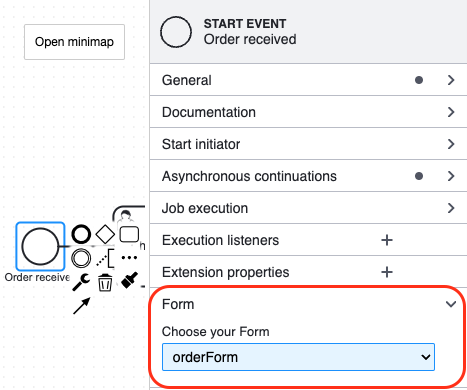 Open minimap
START EVENT
Order received
General
Documentation
Start initiator
Asynchronous continuations
Job execution
Execution listeners
Extension properties
Form
Choose your Form
orderForm
Order receive
h